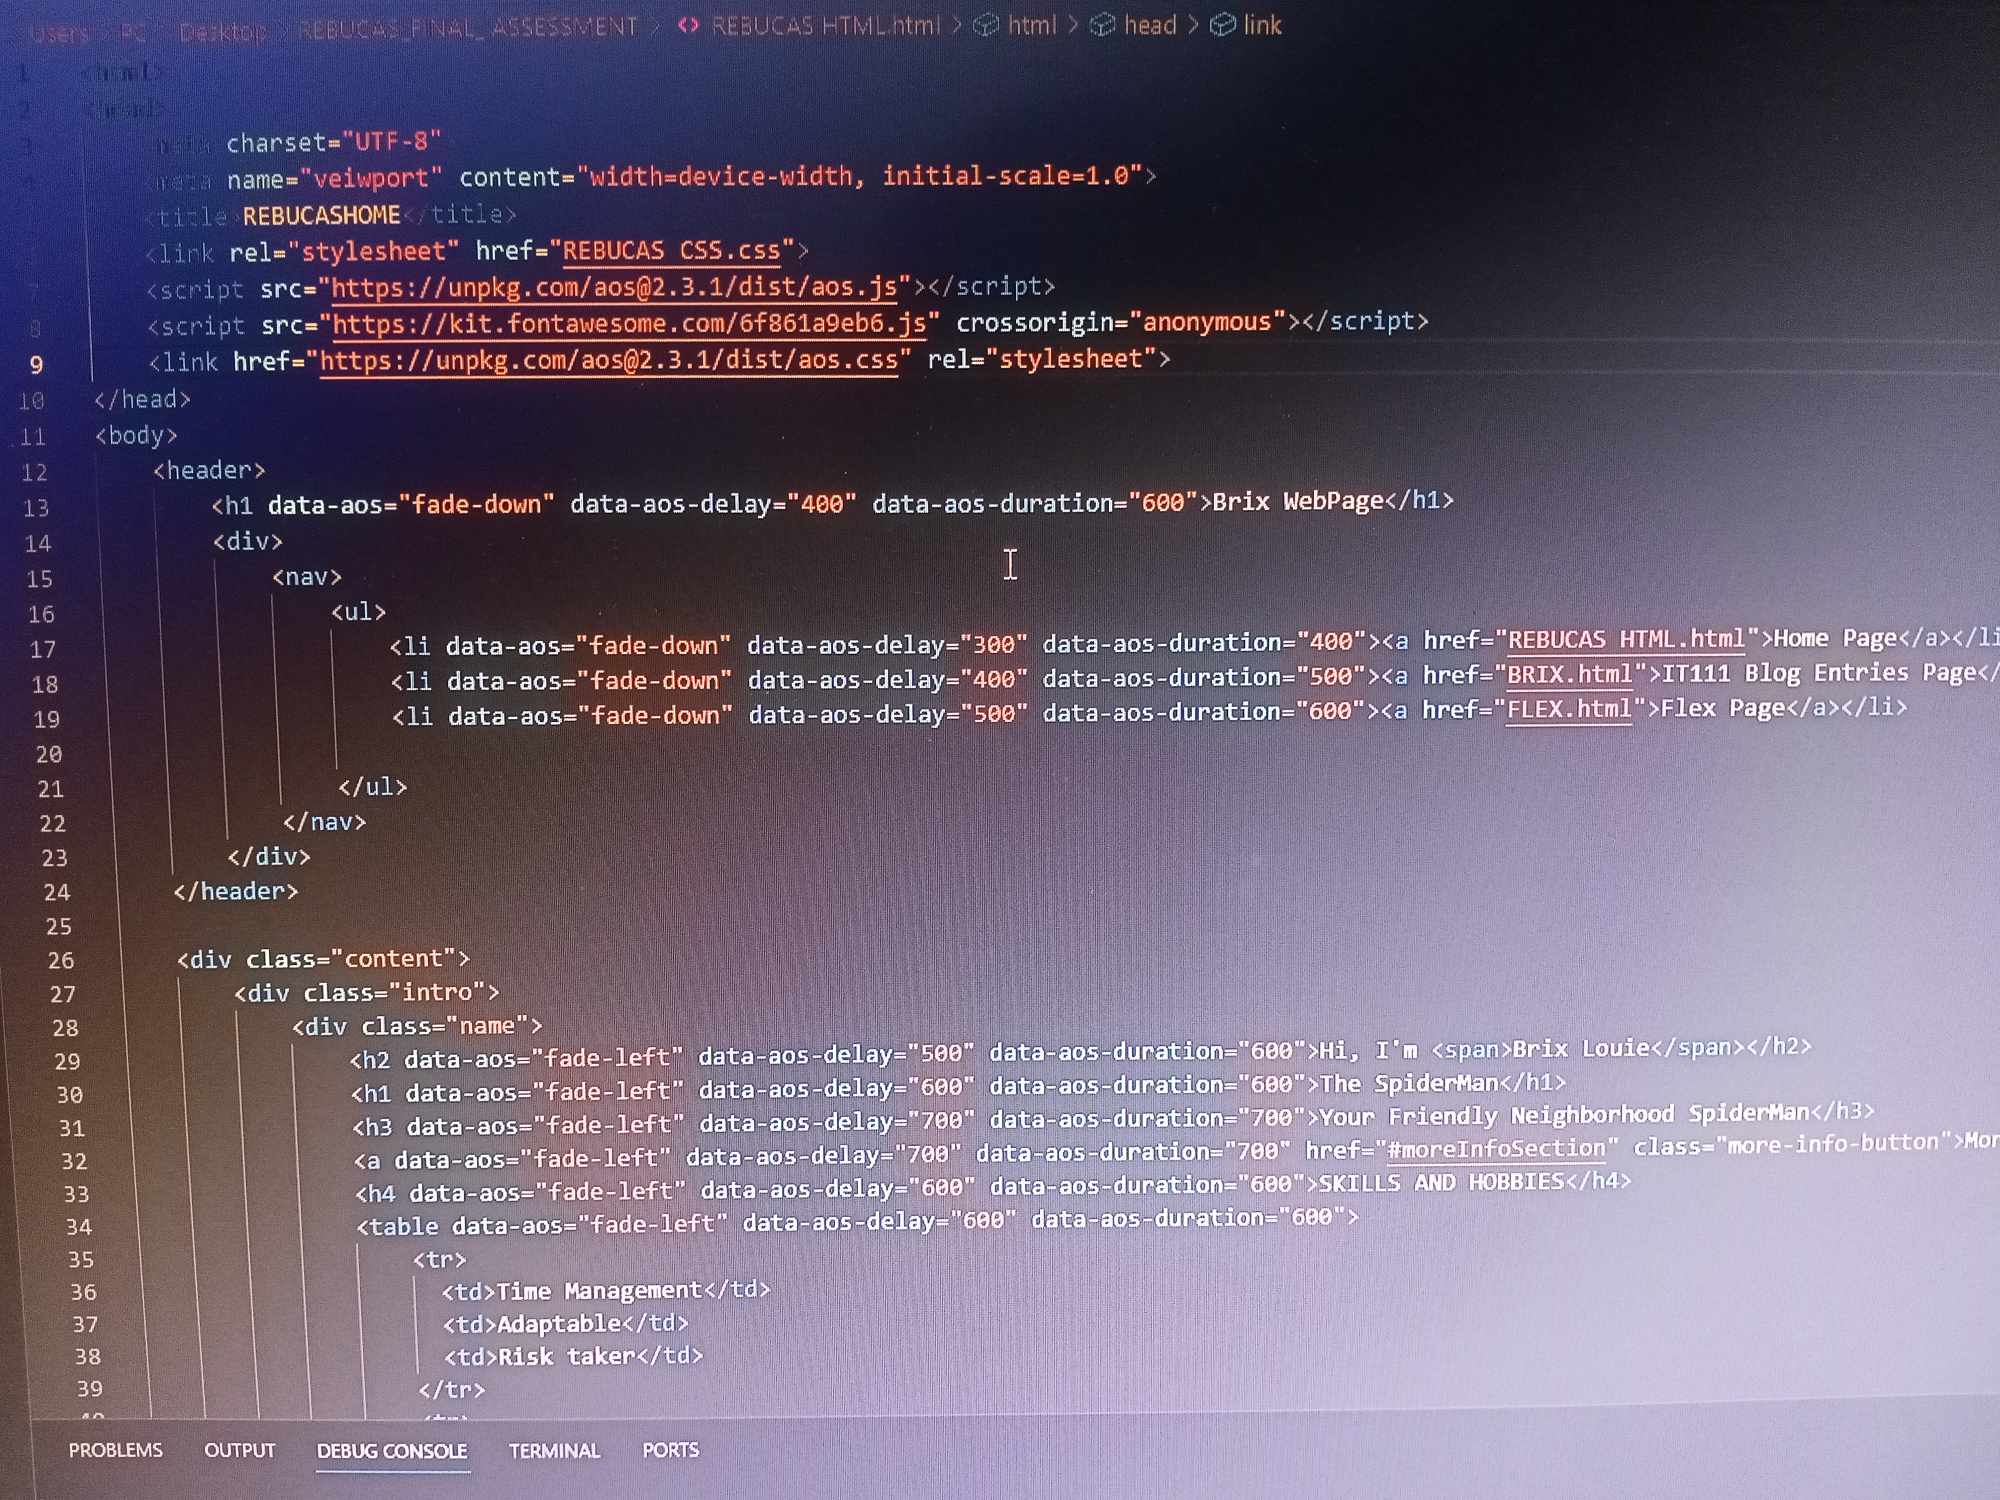 Users > PC > Desktop > REBUCAS_FINAL_ASSESSMENT > <> REBUCAS HTML.html > html > head > link
1 <html>
2 <head>
3 meta charset="UTF-8"
meta name="veiwport" content="width=device-width, initial-scale=1.0">
<title>REBUCASHOME</title>
<link rel="stylesheet" href="REBUCAS CSS.css">
7 <script src="https://unpkg.com/aos@2.3.1/dist/aos.js"></script>
8 <script src="https://kit.fontawesome.com/6f861a9eb6.js" crossorigin="anonymous"></script>
9 <link href="https://unpkg.com/aos@2.3.1/dist/aos.css" rel="stylesheet">
10 </head>
11 <body>
12 <header>
13 <h1 data-aos="fade-down" data-aos-delay="400" data-aos-duration="600">Brix WebPage</h1>
14 <div>
15 <nav>
16 <ul>
17 <li data-aos="fade-down" data-aos-delay="300" data-aos-duration="400"><a href="REBUCAS HTML.html">Home Page</a></li
18 <li data-aos="fade-down" data-aos-delay="400" data-aos-duration="500"><a href="BRIX.html">IT111 Blog Entries Page</
19 <li data-aos="fade-down" data-aos-delay="500" data-aos-duration="600"><a href="FLEX.html">Flex Page</a></li>
20
21 </ul>
22 </nav>
23 </div>
24 </header>
25
26 <div class="content">
27 <div class="intro">
28 <div class="name">
29 <h2 data-aos="fade-left" data-aos-delay="500" data-aos-duration="600">Hi, I'm <span>Brix Louie</span></h2>
30 <h1 data-aos="fade-left" data-aos-delay="600" data-aos-duration="600">The SpiderMan</h1>
31 <h3 data-aos="fade-left" data-aos-delay="700" data-aos-duration="700">Your Friendly Neighborhood SpiderMan</h3>
32 <a data-aos="fade-left" data-aos-delay="700" data-aos-duration="700" href="#moreInfoSection" class="more-info-button">Mor
33 <h4 data-aos="fade-left" data-aos-delay="600" data-aos-duration="600">SKILLS AND HOBBIES</h4>
34 <table data-aos="fade-left" data-aos-delay="600" data-aos-duration="600">
35 <tr>
36 <td>Time Management</td>
37 <td>Adaptable</td>
38 <td>Risk taker</td>
39 </tr>
40 <tr>
PROBLEMS OUTPUT DEBUG CONSOLE TERMINAL PORTS